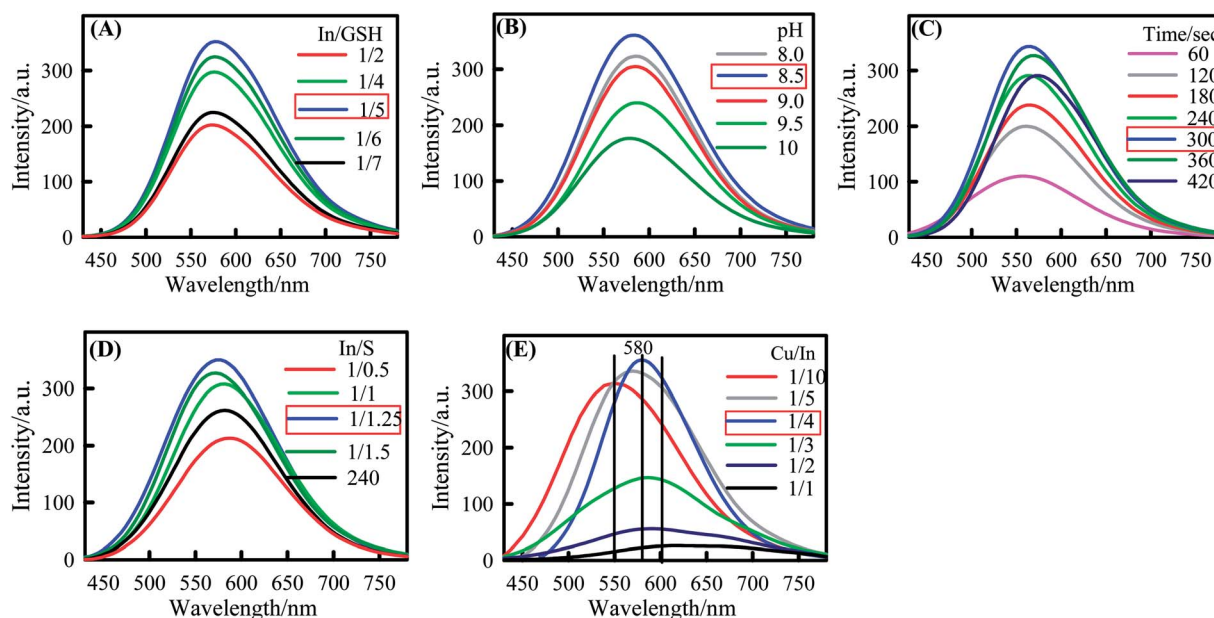 (A)
In/GSH
1/2
1/4
1/5
1/6
1/7
300
200
100
0
Intensity/a.u.
450 500 550 600 650 700 750
Wavelength/nm
(B)
pH
8.0
8.5
9.0
9.5
10
300
200
100
0
Intensity/a.u.
450 500 550 600 650 700 750
Wavelength/nm
(C)
Time/sec
60
120
180
240
300
360
420
300
200
100
0
Intensity/a.u.
450 500 550 600 650 700 750
Wavelength/nm
(D)
In/S
1/0.5
1/1
1/1.25
1/1.5
240
300
200
100
0
Intensity/a.u.
450 500 550 600 650 700 750
Wavelength/nm
(E)
580
Cu/In
1/10
1/5
1/4
1/3
1/2
1/1
300
200
100
0
Intensity/a.u.
450 500 550 600 650 700 750
Wavelength/nm